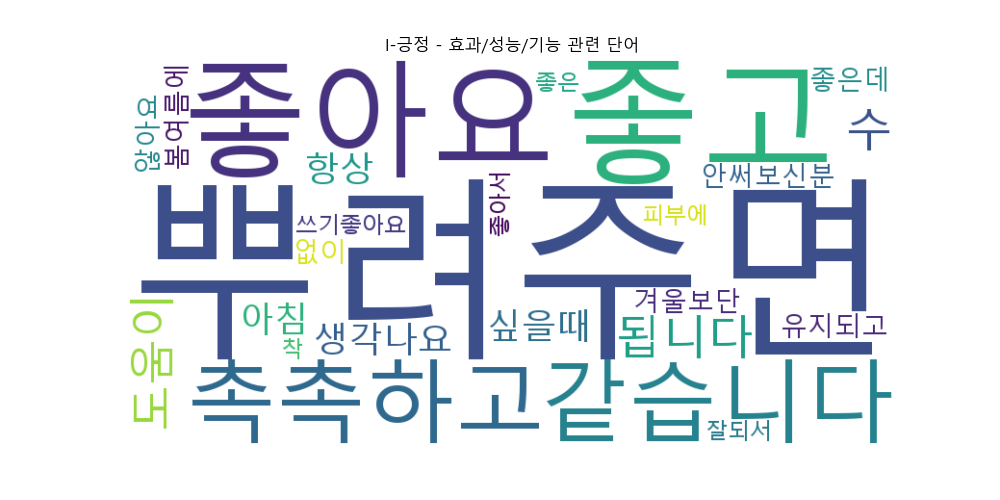 I-긍정 - 효과/성능/기능 관련 단어
좋아요
좋은
좋고
좋은데
봄여름에
않아요
항상
수
안써보신분
좋아서
뿌려주면
쓰기좋아요
피부에
없이
겨울보단
도움이
아침
착
생각나요
싶을때
됩니다
유지되고
촉촉하고
같습니다
잘되서